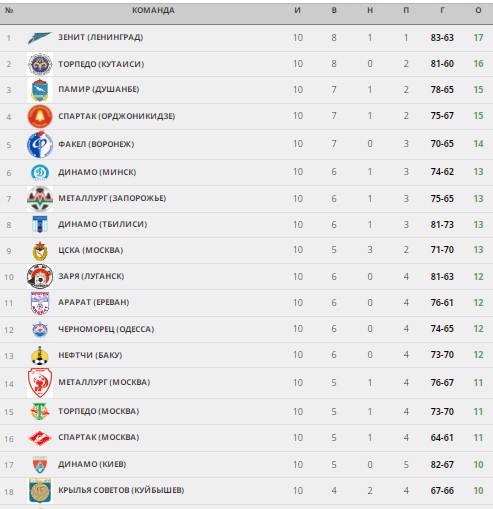 № КОМАНДА И В Н П Г О
1 ЗЕНИТ (ЛЕНИНГРАД) 10 8 1 1 83-63 17
2 ТОРПЕДО (КУТАИСИ) 10 8 0 2 81-60 16
3 ПАМИР (ДУШАНБЕ) 10 7 1 2 78-65 15
4 СПАРТАК (ОРДЖОНИКИДЗЕ) 10 7 1 2 75-67 15
5 ФАКЕЛ (ВОРОНЕЖ) 10 7 0 3 70-65 14
6 ДИНАМО (МИНСК) 10 6 1 3 74-62 13
7 МЕТАЛЛУРГ (ЗАПОРОЖЬЕ) 10 6 1 3 75-65 13
8 ДИНАМО (ТБИЛИСИ) 10 6 1 3 81-73 13
9 ЦСКА (МОСКВА) 10 5 3 2 71-70 13
10 ЗАРЯ (ЛУГАНСК) 10 6 0 4 81-63 12
11 АРАРАТ (ЕРЕВАН) 10 6 0 4 76-61 12
12 ЧЕРНОМОРЕЦ (ОДЕССА) 10 6 0 4 74-65 12
13 НЕФТЧИ (БАКУ) 10 6 0 4 73-70 12
14 МЕТАЛЛУРГ (МОСКВА) 10 5 1 4 76-67 11
15 ТОРПЕДО (МОСКВА) 10 5 1 4 73-70 11
16 СПАРТАК (МОСКВА) 10 5 1 4 64-61 11
17 ДИНАМО (КИЕВ) 10 5 0 5 82-67 10
18 КРЫЛЬЯ СОВЕТОВ (КУЙБЫШЕВ) 10 4 2 4 67-66 10